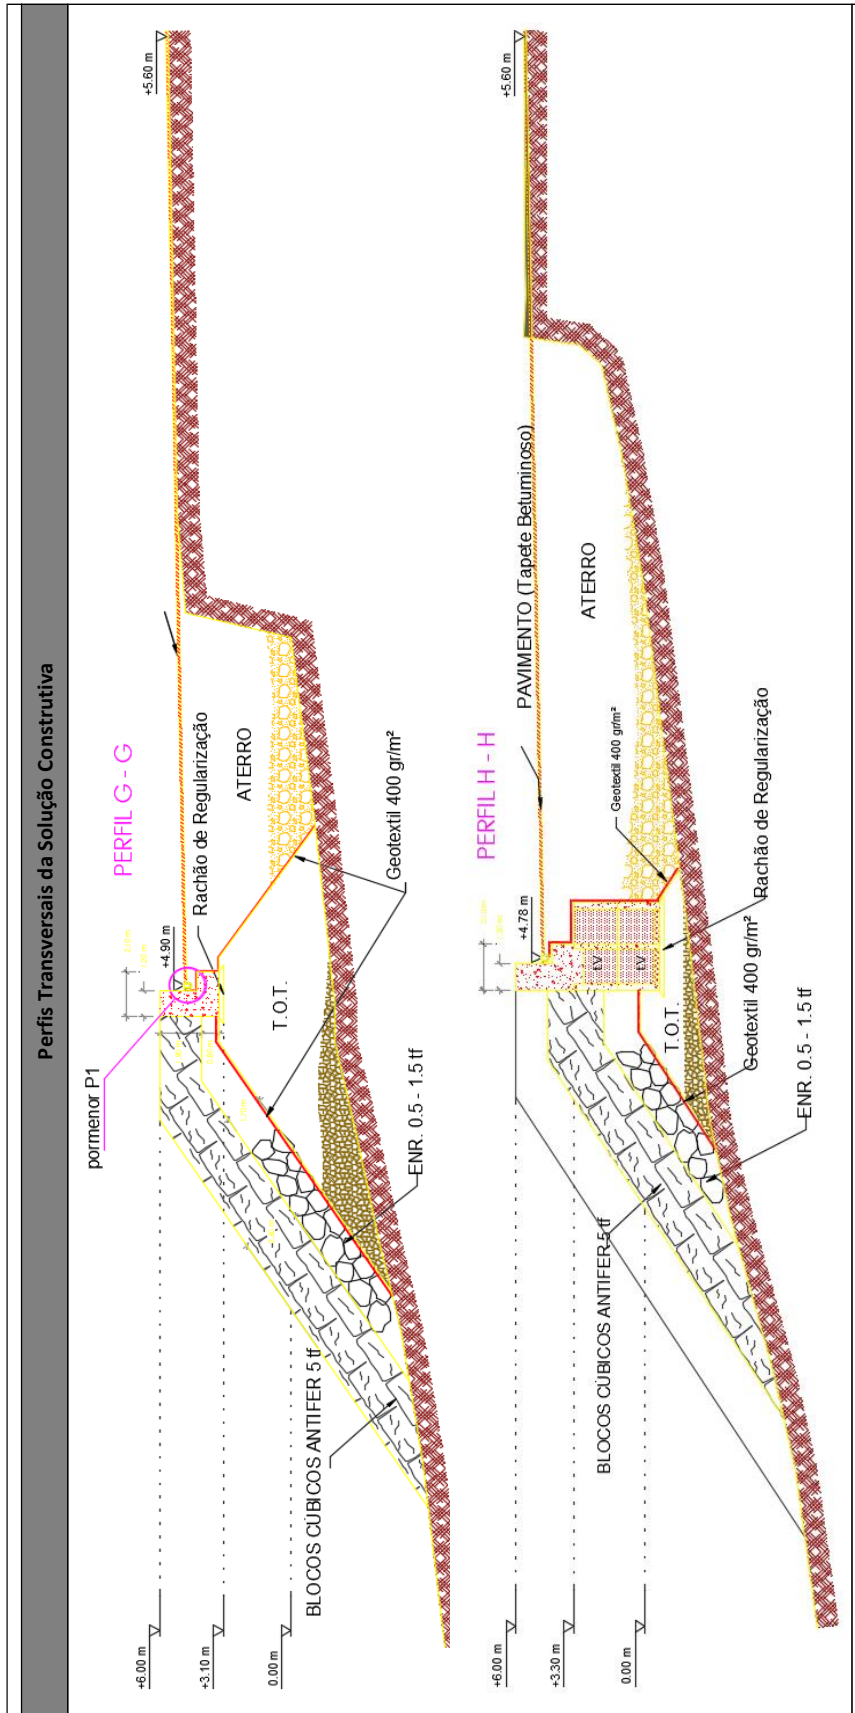 Perfis Transversais da Solução Construtiva
PERFIL G - G
pormenor P1
+6.00 m
+3.10 m
0.00 m
+4.90 m
+5.60 m
Rachão de Regularização
ATERRO
T.O.T.
Geotextil 400 gr/m²
ENR. 0.5 - 1.5 tf
BLOCOS CÚBICOS ANTIFER 5 tf
PERFIL H - H
+6.00 m
+3.30 m
0.00 m
+4.78 m
+5.60 m
PAVIMENTO (Tapete Betuminoso)
ATERRO
Geotextil 400 gr/m²
Rachão de Regularização
T.O.T.
Geotextil 400 gr/m²
ENR. 0.5 - 1.5 tf
BLOCOS CÚBICOS ANTIFER 5 tf